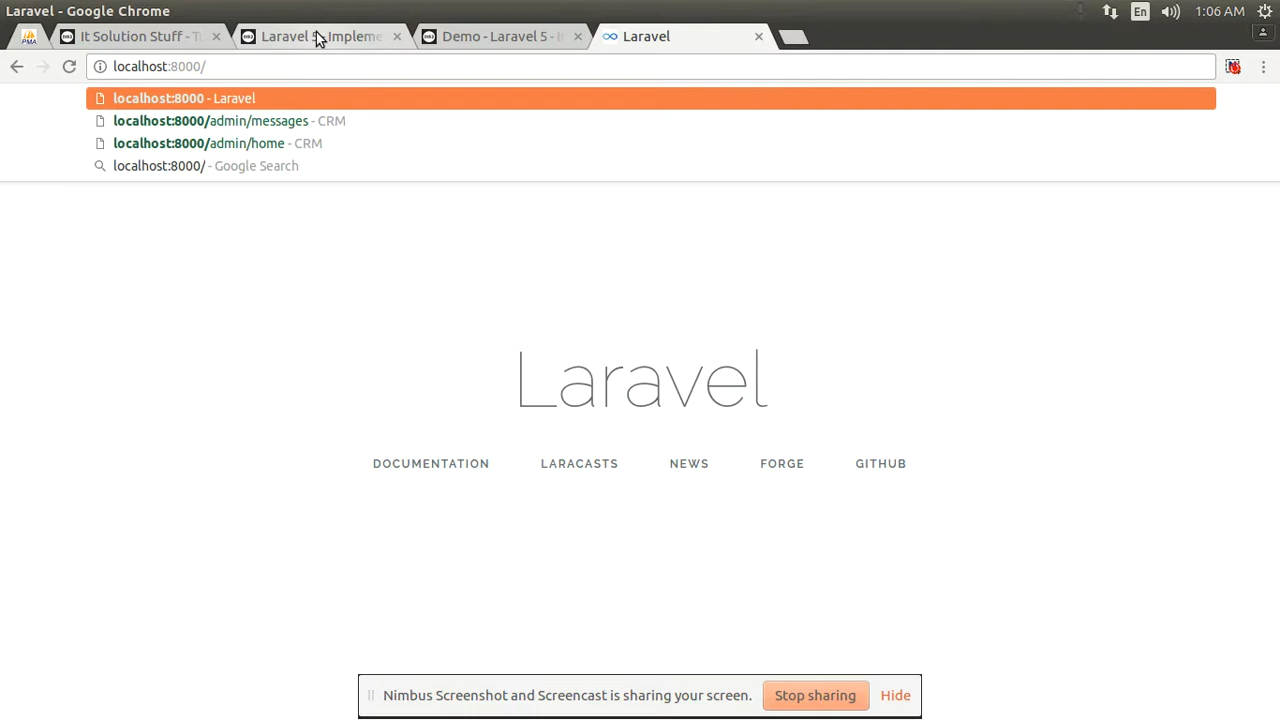 Laravel - Google Chrome
En
1:06 AM
PMA
It Solution Stuff - T
Laravel 5 - Impleme
Demo - Laravel 5 - I
Laravel
localhost:8000/
localhost:8000 - Laravel
localhost:8000/admin/messages - CRM
localhost:8000/admin/home - CRM
localhost:8000/ - Google Search
Laravel
DOCUMENTATION
LARACASTS
NEWS
FORGE
GITHUB
Nimbus Screenshot and Screencast is sharing your screen.
Stop sharing
Hide